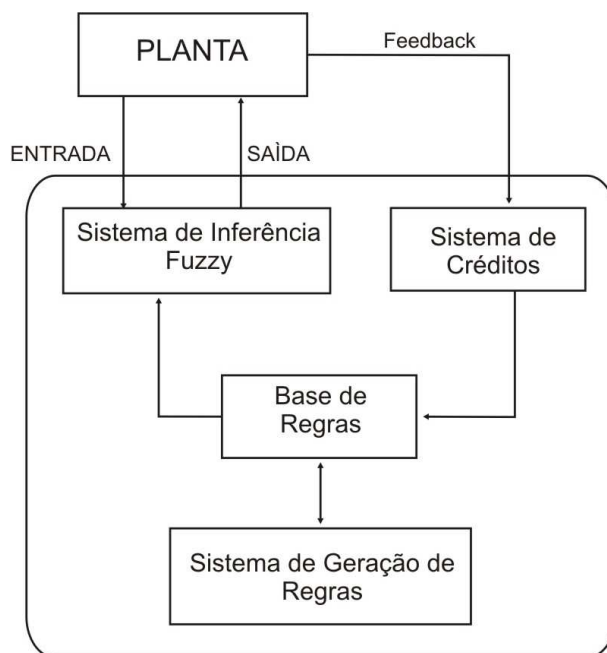 PLANTA
Feedback
ENTRADA
SAÌDA
Sistema de Inferência
Fuzzy
Sistema de
Créditos
Base de
Regras
Sistema de Geração de
Regras